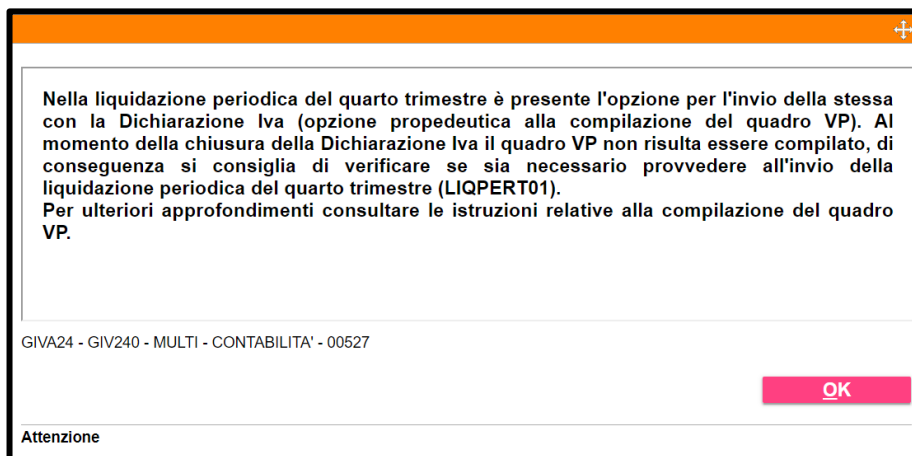 Nella liquidazione periodica del quarto trimestre è presente l'opzione per l'invio della stessa
con la Dichiarazione Iva (opzione propedeutica alla compilazione del quadro VP). Al
momento della chiusura della Dichiarazione Iva il quadro VP non risulta essere compilato, di
conseguenza si consiglia di verificare se sia necessario provvedere all'invio della
liquidazione periodica del quarto trimestre (LIQPERT01).
Per ulteriori approfondimenti consultare le istruzioni relative alla compilazione del quadro
VP.
GIVA24 - GIV240 - MULTI - CONTABILITA' - 00527
OK
Attenzione